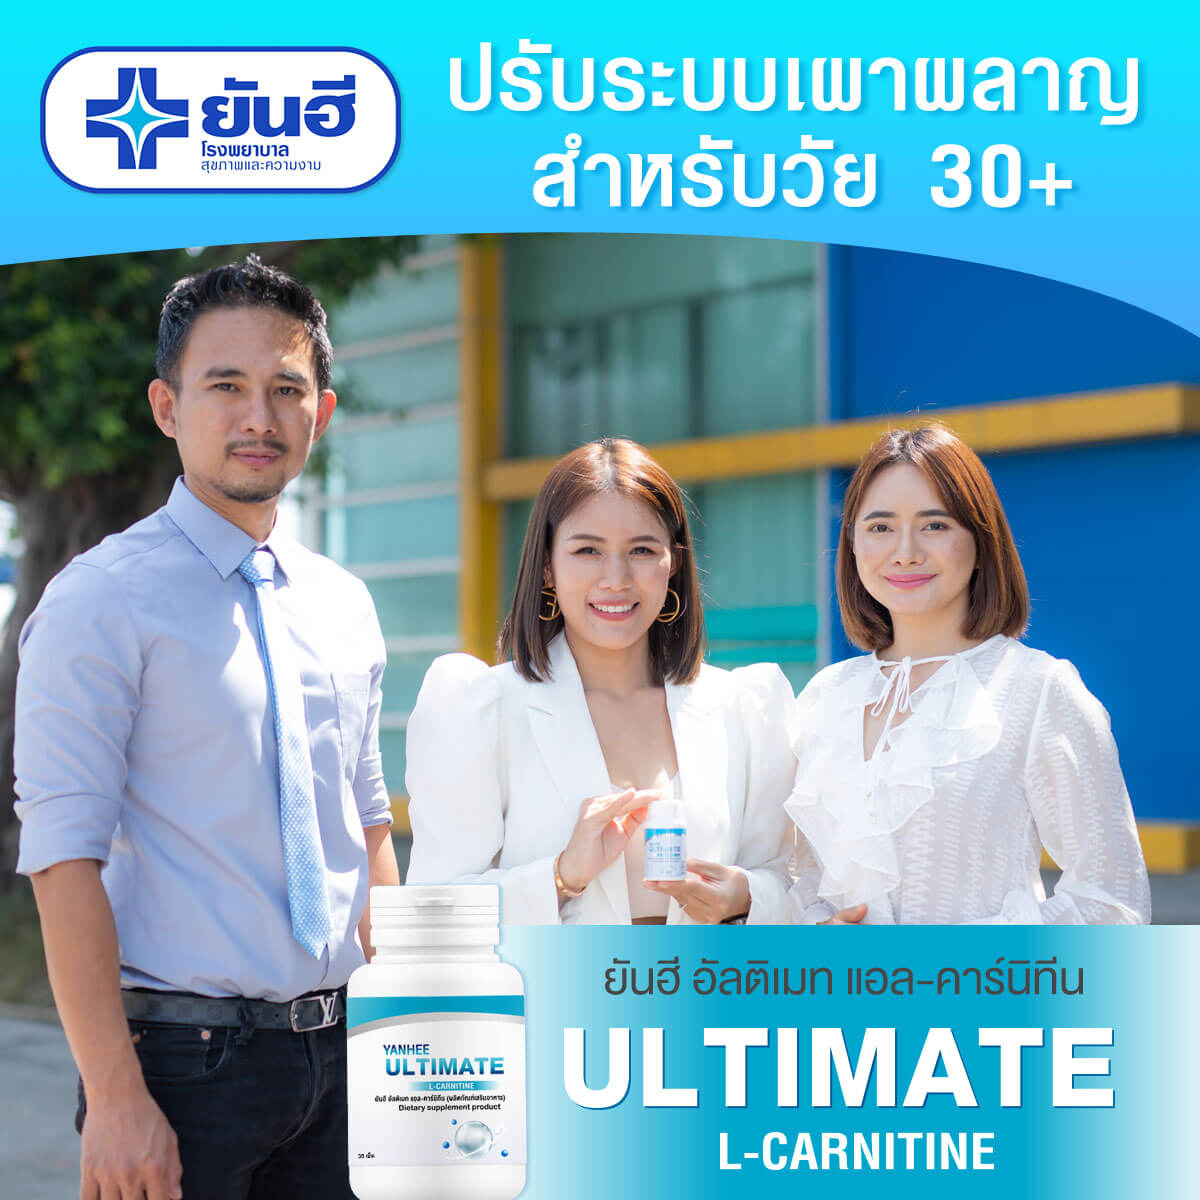 ยันฮี
โรงพยาบาล
สุขภาพและความงาม
ปรับระบบเผาผลาญ
สำหรับวัย 30+
ULTIMATE
YANHEE
ULTIMATE
L-CARNITINE
ยันฮี อัลติเมท แอล-คาร์นิทีน (ผลิตภัณฑ์เสริมอาหาร)
Dietary supplement product
30 เม็ด
ยันฮี อัลติเมท แอล-คาร์นิทีน
ULTIMATE
L-CARNITINE